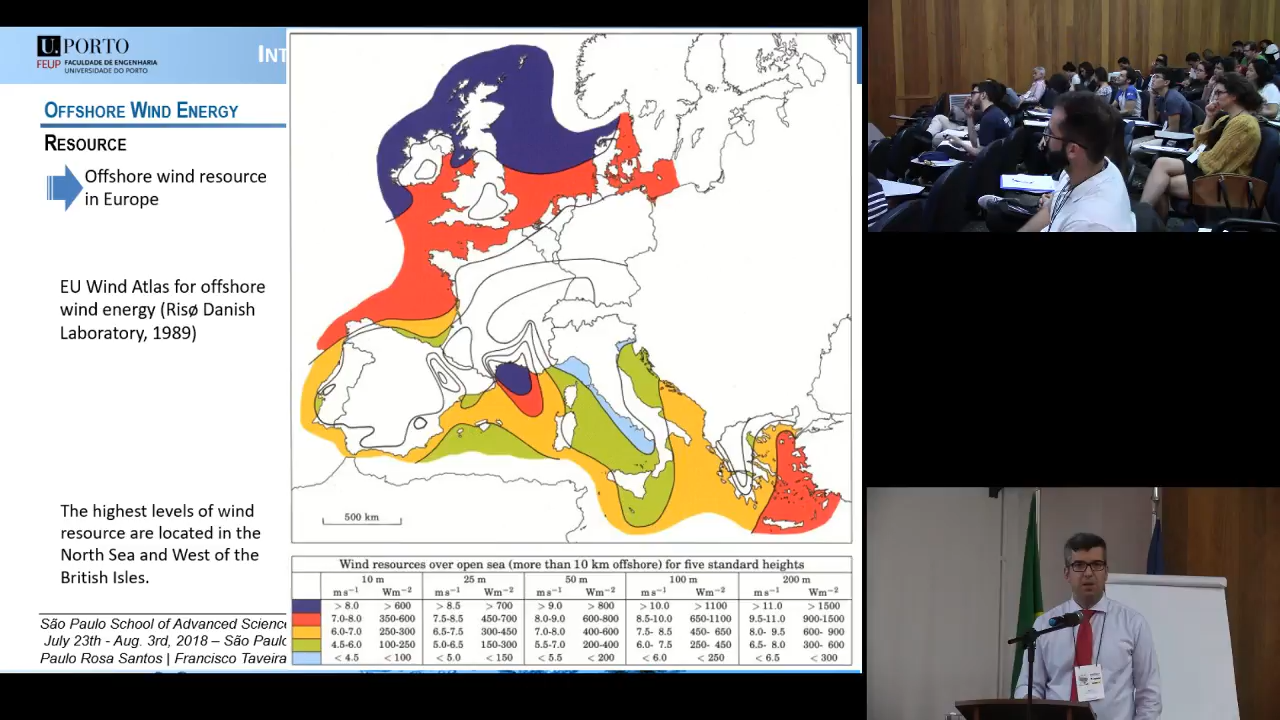 U.PORTO
FEUP FACULDADE DE ENGENHARIA
UNIVERSIDADE DO PORTO
INT
OFFSHORE WIND ENERGY
RESOURCE
Offshore wind resource
in Europe
EU Wind Atlas for offshore
wind energy (Risø Danish
Laboratory, 1989)
The highest levels of wind
resource are located in the
North Sea and West of the
British Isles.
São Paulo School of Advanced Science
July 23th - Aug. 3rd, 2018 – São Paulo
Paulo Rosa Santos | Francisco Taveira
500 km
Wind resources over open sea (more than 10 km offshore) for five standard heights
10 m 25 m 50 m 100 m 200 m
ms⁻¹ Wm⁻² ms⁻¹ Wm⁻² ms⁻¹ Wm⁻² ms⁻¹ Wm⁻² ms⁻¹ Wm⁻²
> 8.0 > 600 > 8.5 > 700 > 9.0 > 800 > 10.0 > 1100 > 11.0 > 1500
7.0-8.0 350-600 7.5-8.5 450-700 8.0-9.0 600-800 8.5-10.0 650-1100 9.5-11.0 900-1500
6.0-7.0 250-300 6.5-7.5 300-450 7.0-8.0 400-600 7.5- 8.5 450- 650 8.0- 9.5 600- 900
4.5-6.0 100-250 5.0-6.5 150-300 5.5-7.0 200-400 6.0- 7.5 250- 450 6.5- 8.0 300- 600
< 4.5 < 100 < 5.0 < 150 < 5.5 < 200 < 6.0 < 250 < 6.5 < 300